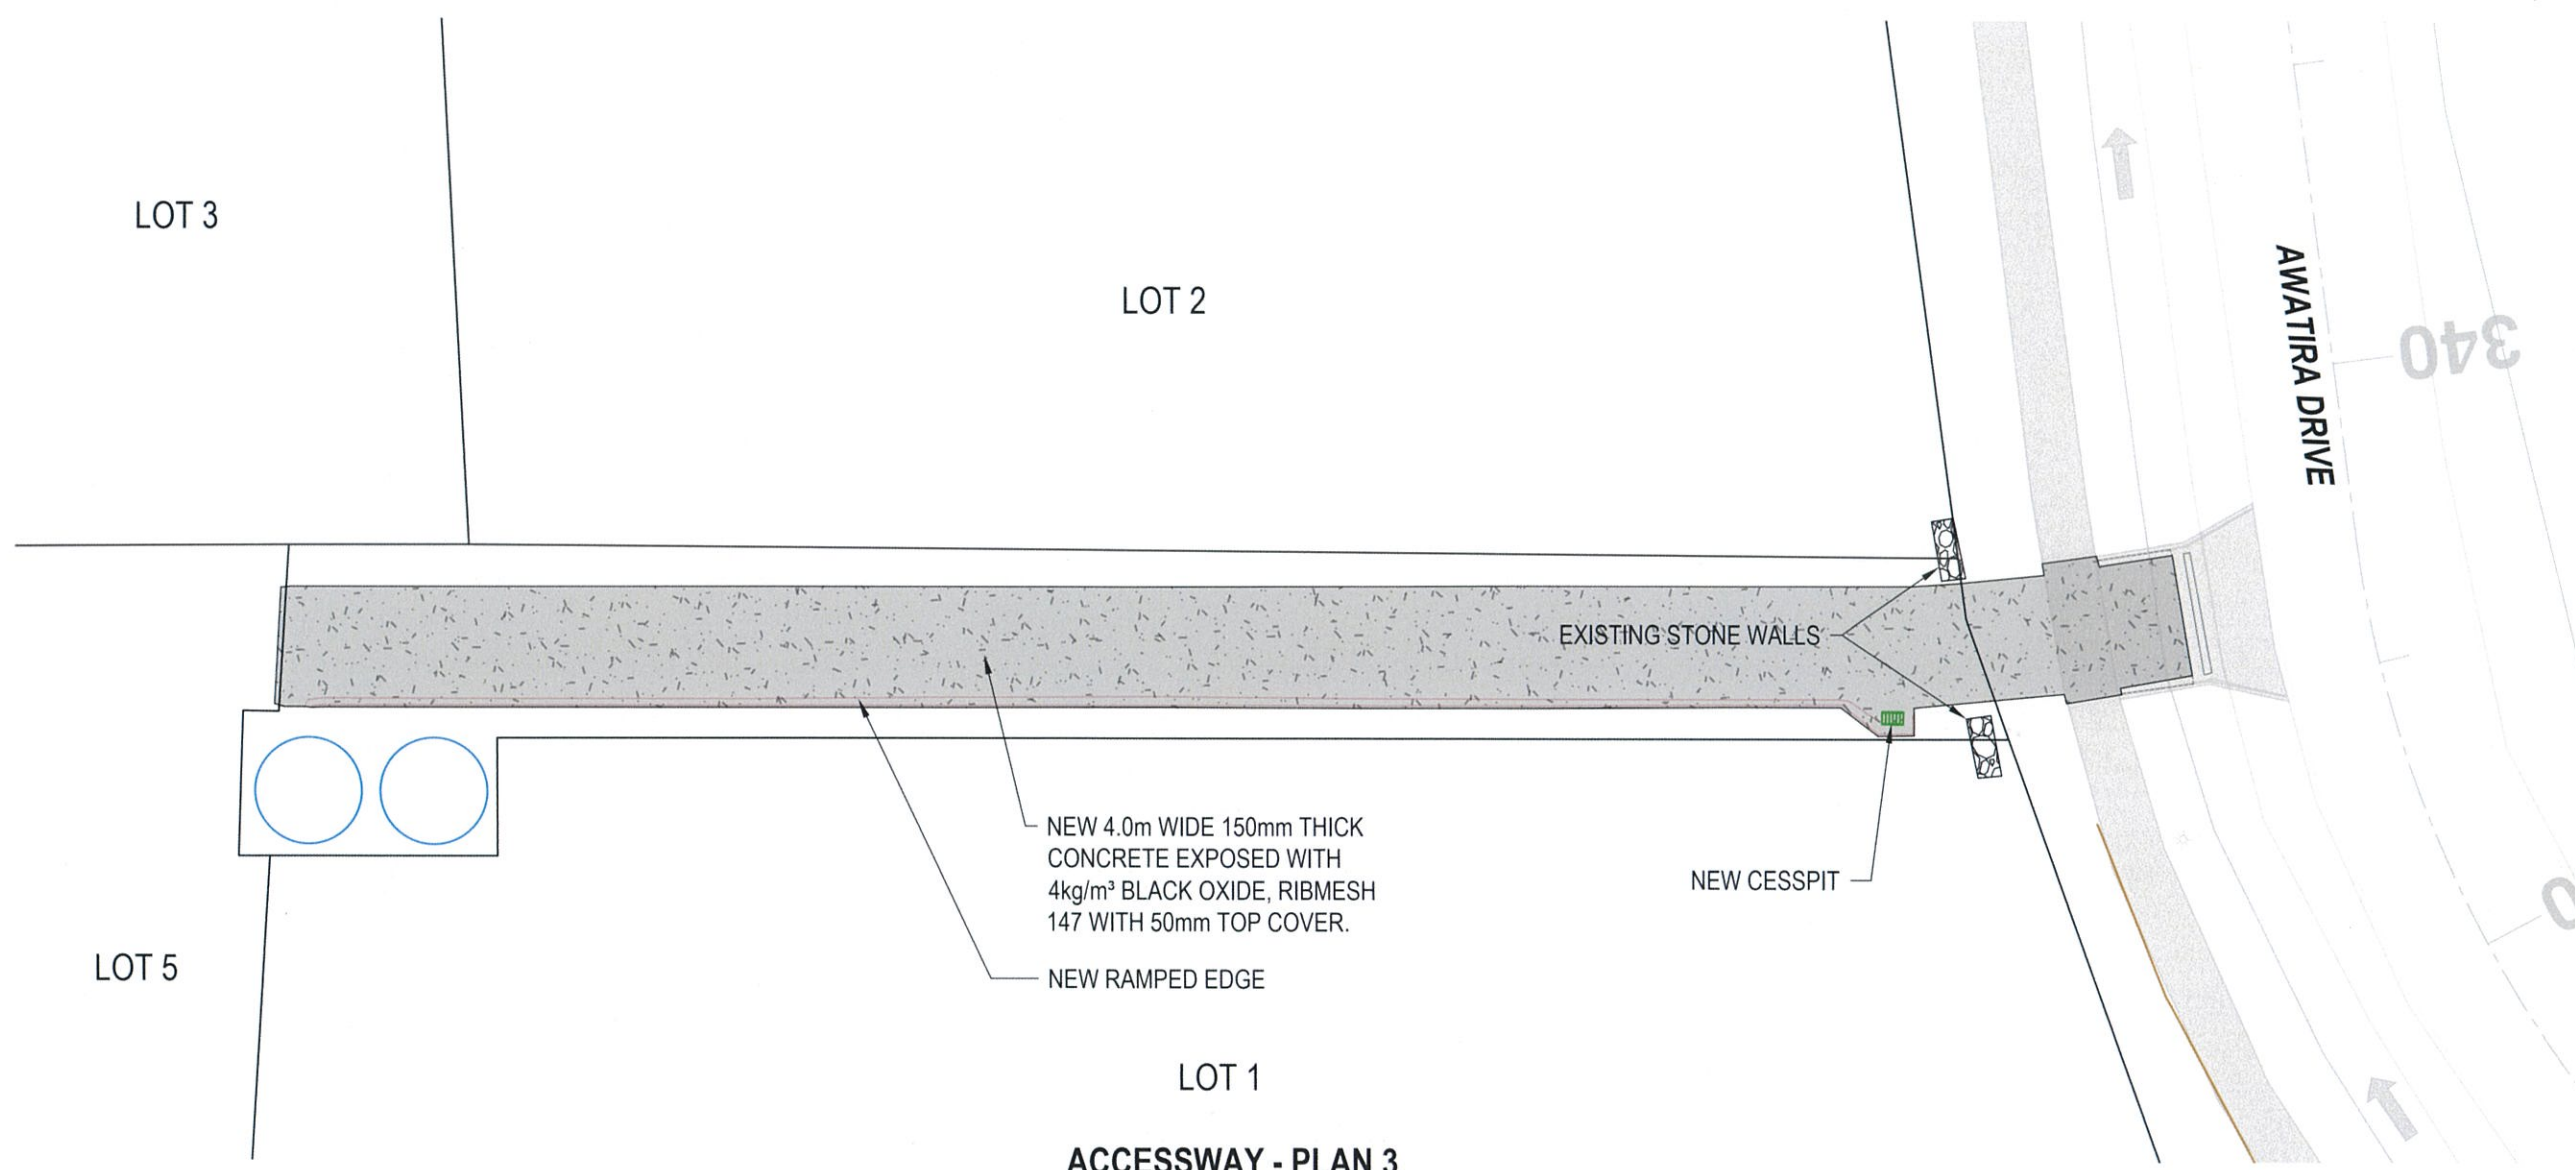 LOT 3
LOT 2
AWATIRA DRIVE
340
EXISTING STONE WALLS
NEW 4.0m WIDE 150mm THICK
CONCRETE EXPOSED WITH
4kg/m³ BLACK OXIDE, RIBMESH
147 WITH 50mm TOP COVER.
NEW CESSPIT
LOT 5
NEW RAMPED EDGE
LOT 1
ACCESSWAY - PLAN 3